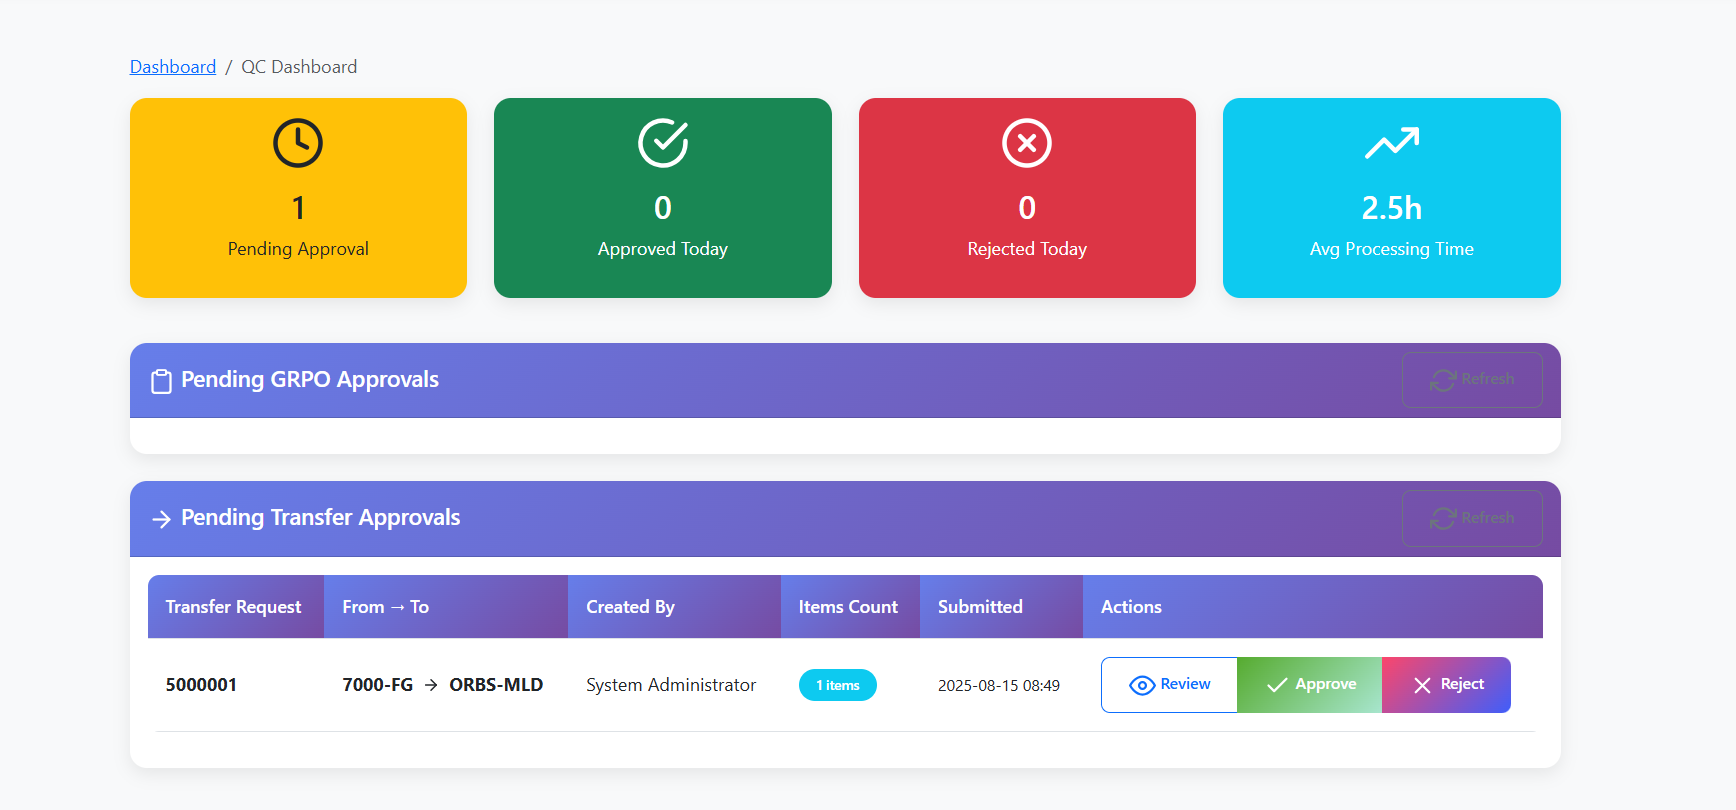 Dashboard / QC Dashboard
1
Pending Approval
0
Approved Today
0
Rejected Today
2.5h
Avg Processing Time
Pending GRPO Approvals
Refresh
Pending Transfer Approvals
Refresh
Transfer Request From → To Created By Items Count Submitted Actions
5000001 7000-FG → ORBS-MLD System Administrator 1 items 2025-08-15 08:49 Review Approve Reject